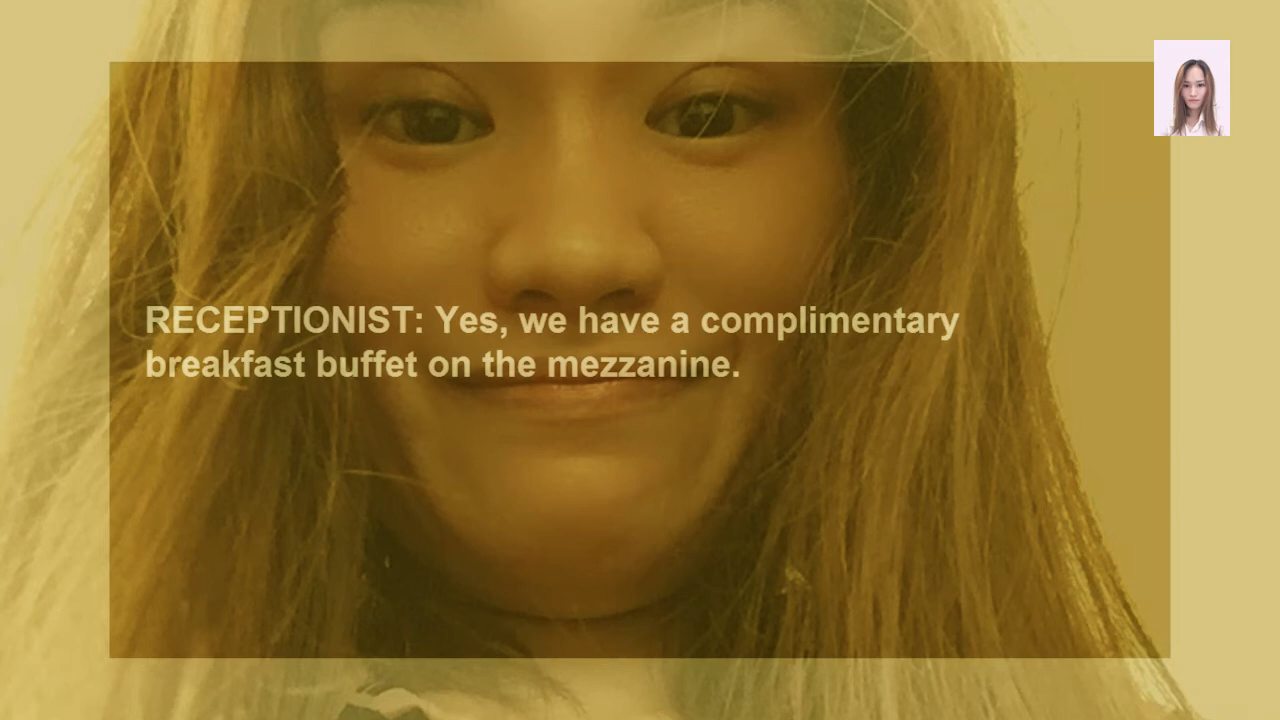 RECEPTIONIST: Yes, we have a complimentary
breakfast buffet on the mezzanine.